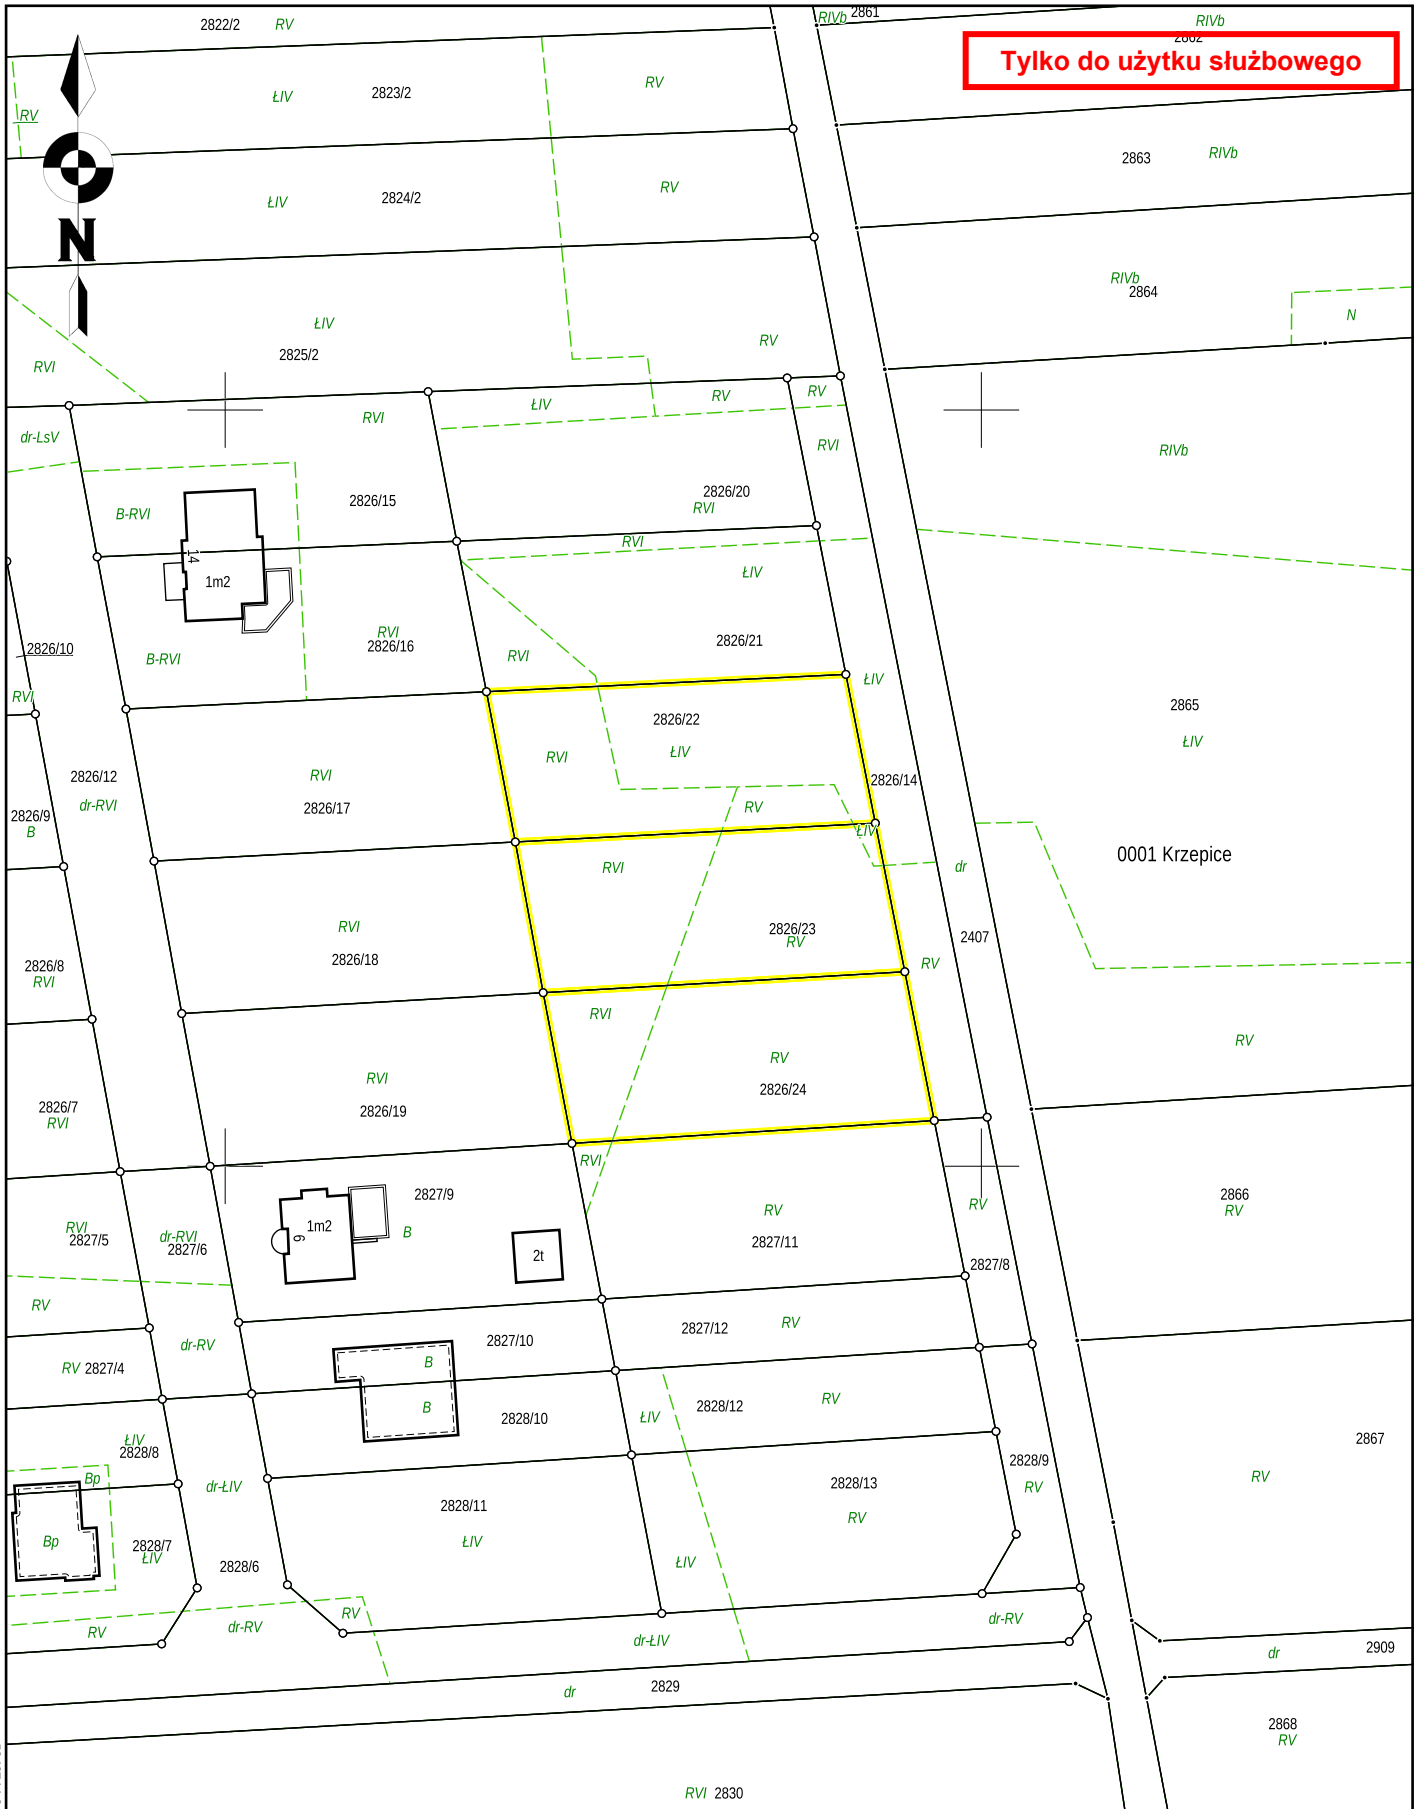 2822/2 RV
RIVb 2861
RIVb
2862
Tylko do użytku służbowego
RV
ŁIV 2823/2
RV
2863 RIVb
ŁIV 2824/2
RV
N
RIVb
2864
N
ŁIV
2825/2
RV
RVI
dr-LsV
RVI
ŁIV
RV
RV
RVI
RIVb
B-RVI
2826/15
2826/20
RVI
14
1m2
RVI
ŁIV
2826/10
B-RVI
RVI
2826/16
RVI
2826/21
ŁIV
RVI
2826/22
ŁIV
RVI
2865
ŁIV
2826/12
dr-RVI
RVI
2826/17
2826/14
2826/9
B
RV
ŁIV
RVI
dr
0001 Krzepice
RVI
2826/18
2826/23
RV
2407
RV
2826/8
RVI
RVI
RV
2826/24
RV
RVI
2826/19
2826/7
RVI
RVI
2827/9
B
1m2
6
2t
RV
2827/11
RV
2866
RV
RVI
2827/5
dr-RVI
2827/6
2827/8
RV
dr-RV
2827/10
2827/12
RV
RV 2827/4
B
B
2828/10
ŁIV
2828/12
RV
2867
RV
ŁIV
2828/8
Bp
dr-ŁIV
2828/9
RV
2828/11
ŁIV
2828/13
RV
Bp
2828/7
ŁIV
2828/6
ŁIV
RV
dr-RV
RV
dr-ŁIV
dr-RV
dr
2909
dr
2829
2868
RV
RVI 2830